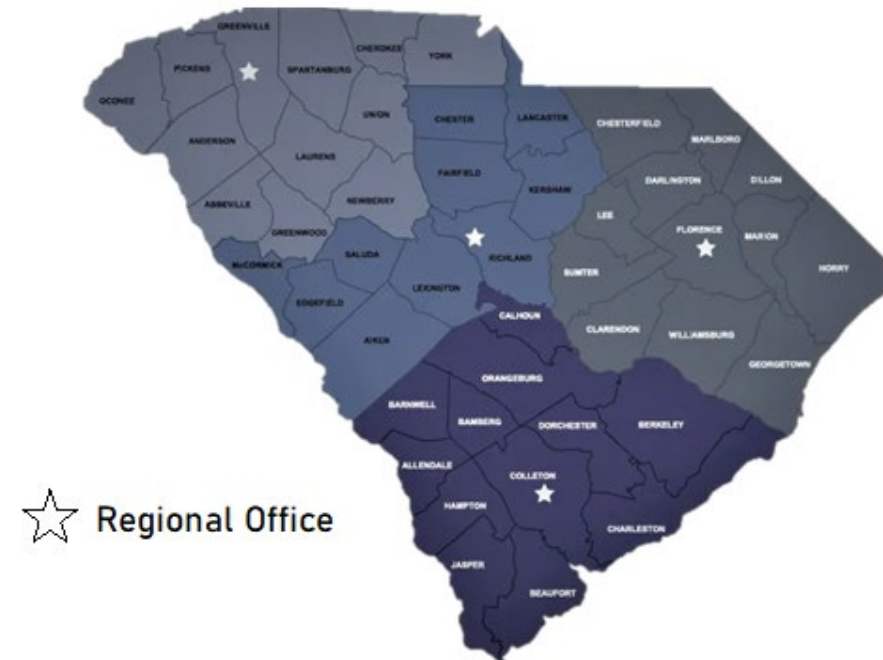 GREENVILLE
CHEROKEE
YORK
PICKENS
SPARTANBURG
OCONEE
UNION
CHESTER
LANCASTER
CHESTERFIELD
ANDERSON
MARLBORO
LAURENS
FAIRFIELD
DARLINGTON
DILLON
KERSHAW
ABBEVILLE
NEWBERRY
LEE
GREENWOOD
FLORENCE
MARION
SALUDA
RICHLAND
McCORMICK
SUMTER
HORRY
LEXINGTON
EDGEFIELD
CALHOUN
CLARENDON
WILLIAMSBURG
AIKEN
GEORGETOWN
ORANGEBURG
BARNWELL
BAMBERG
DORCHESTER
BERKELEY
ALLENDALE
COLLETON
HAMPTON
Regional Office
CHARLESTON
JASPER
BEAUFORT